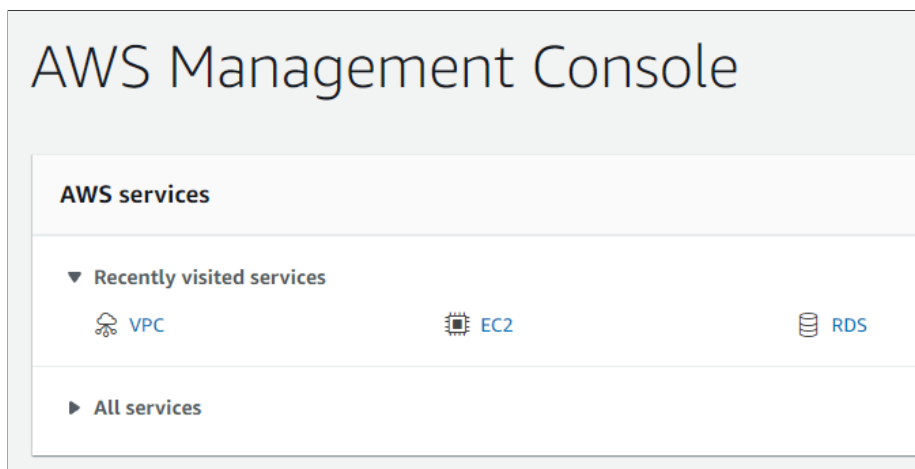 AWS Management Console
AWS services
Recently visited services
VPC EC2 RDS
All services